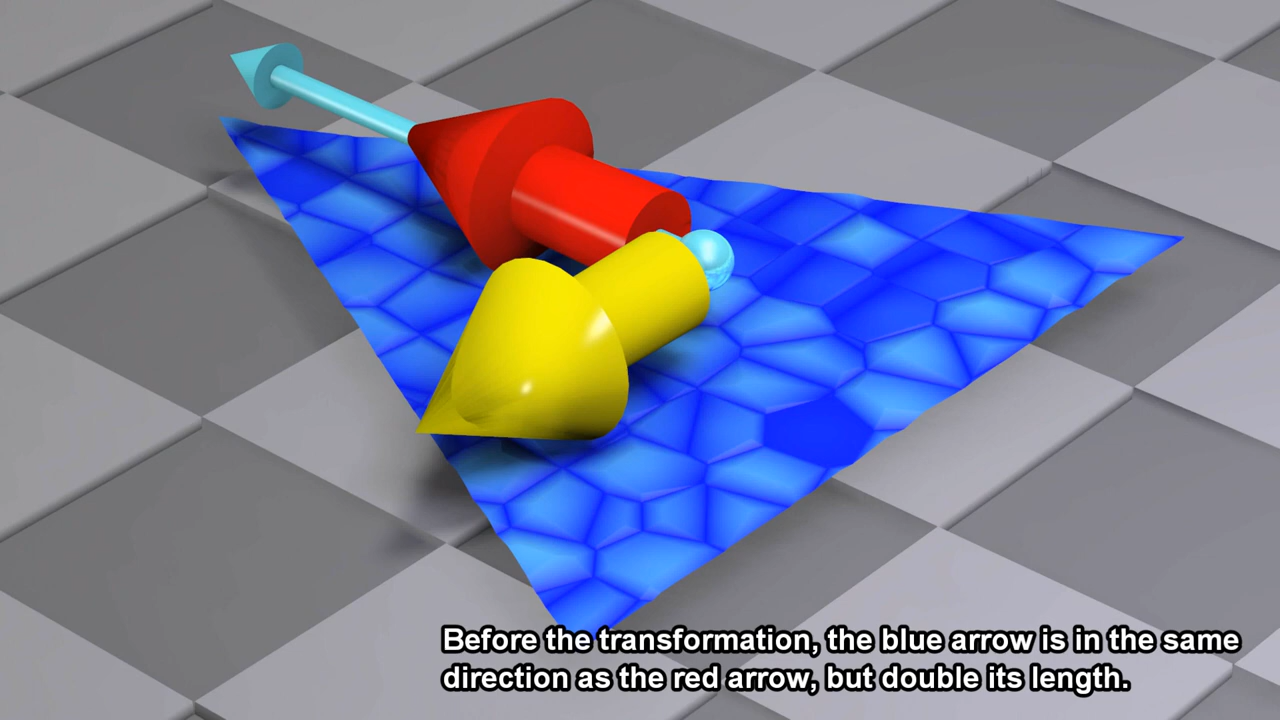 Before the transformation, the blue arrow is in the same
direction as the red arrow, but double its length.